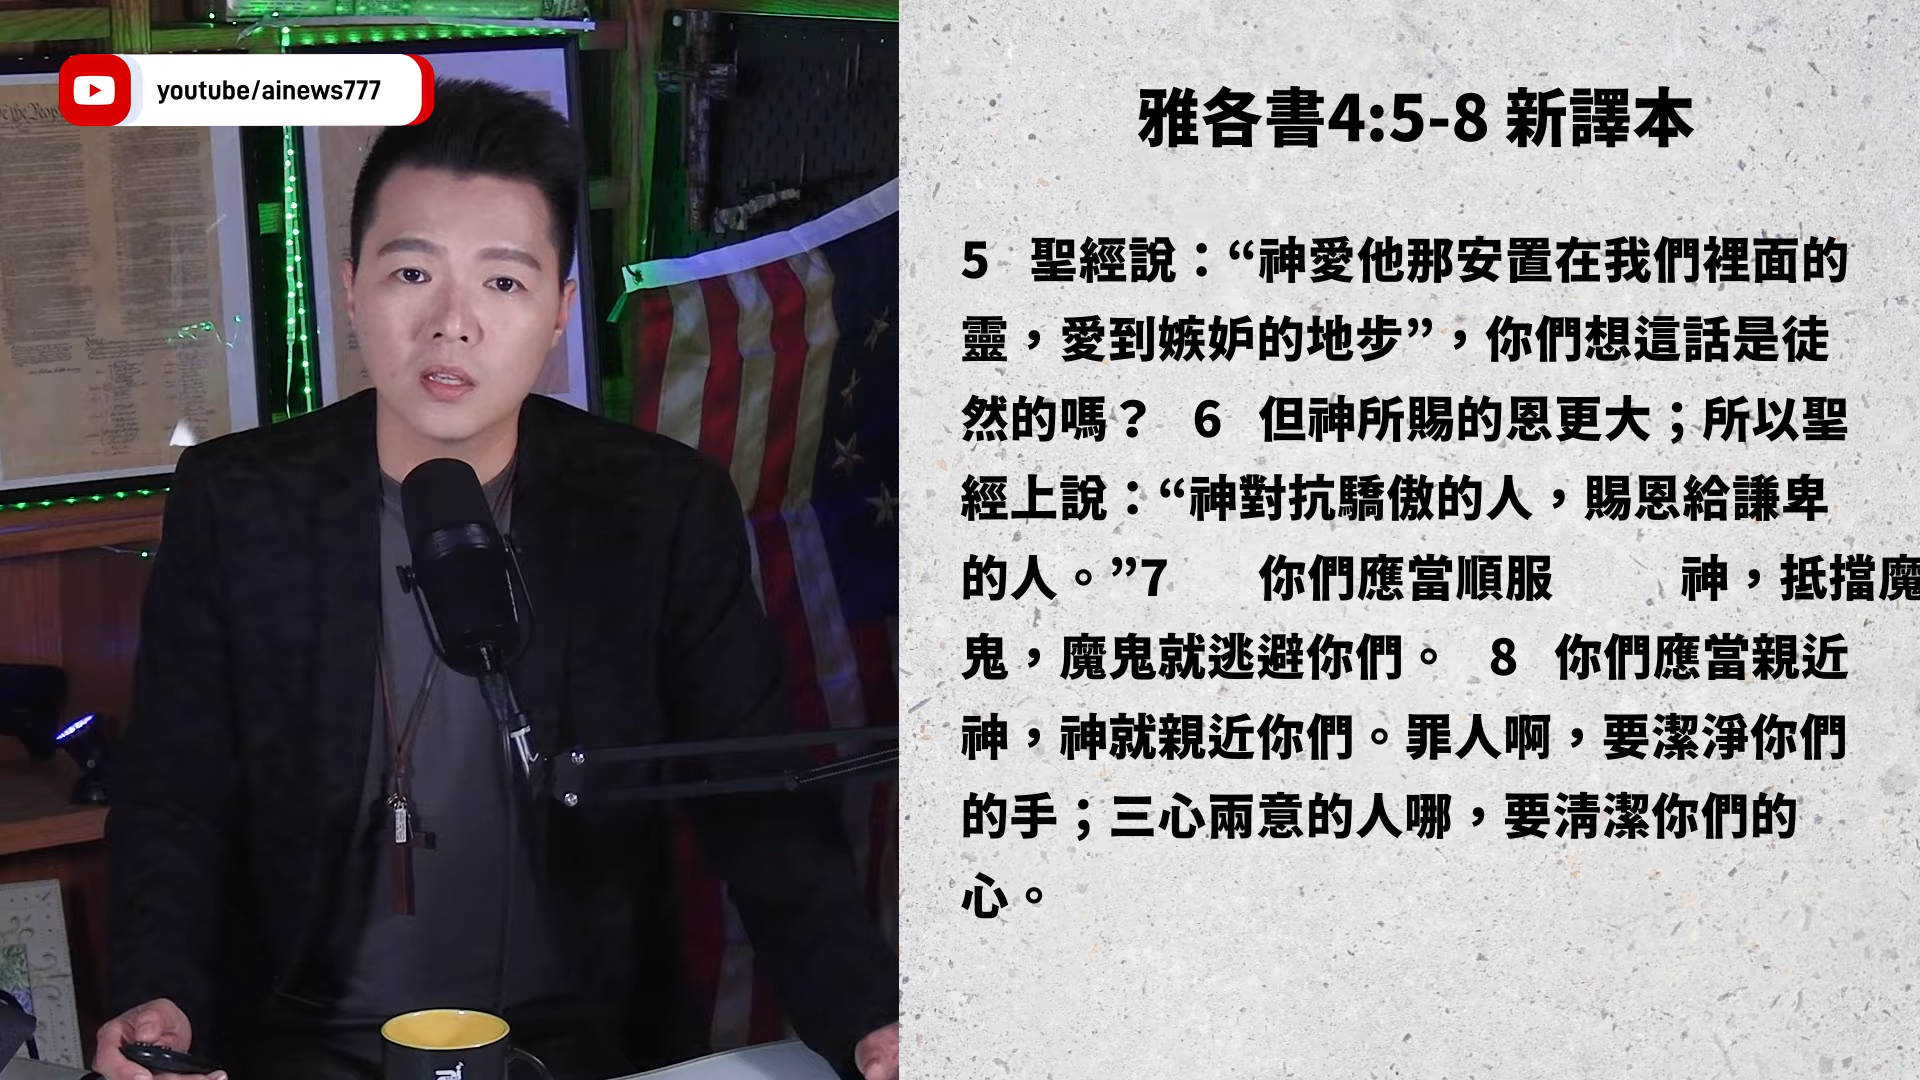 youtube/ainews777
雅各書4:5-8 新譯本
5 聖經說：“神愛他那安置在我們裡面的
靈，愛到嫉妒的地步”，你們想這話是徒
然的嗎？ 6 但神所賜的恩更大；所以聖
經上說：“神對抗驕傲的人，賜恩給謙卑
的人。”7 你們應當順服 神，抵擋魔
鬼，魔鬼就逃避你們。 8 你們應當親近
神，神就親近你們。罪人啊，要潔淨你們
的手；三心兩意的人哪，要清潔你們的
心。